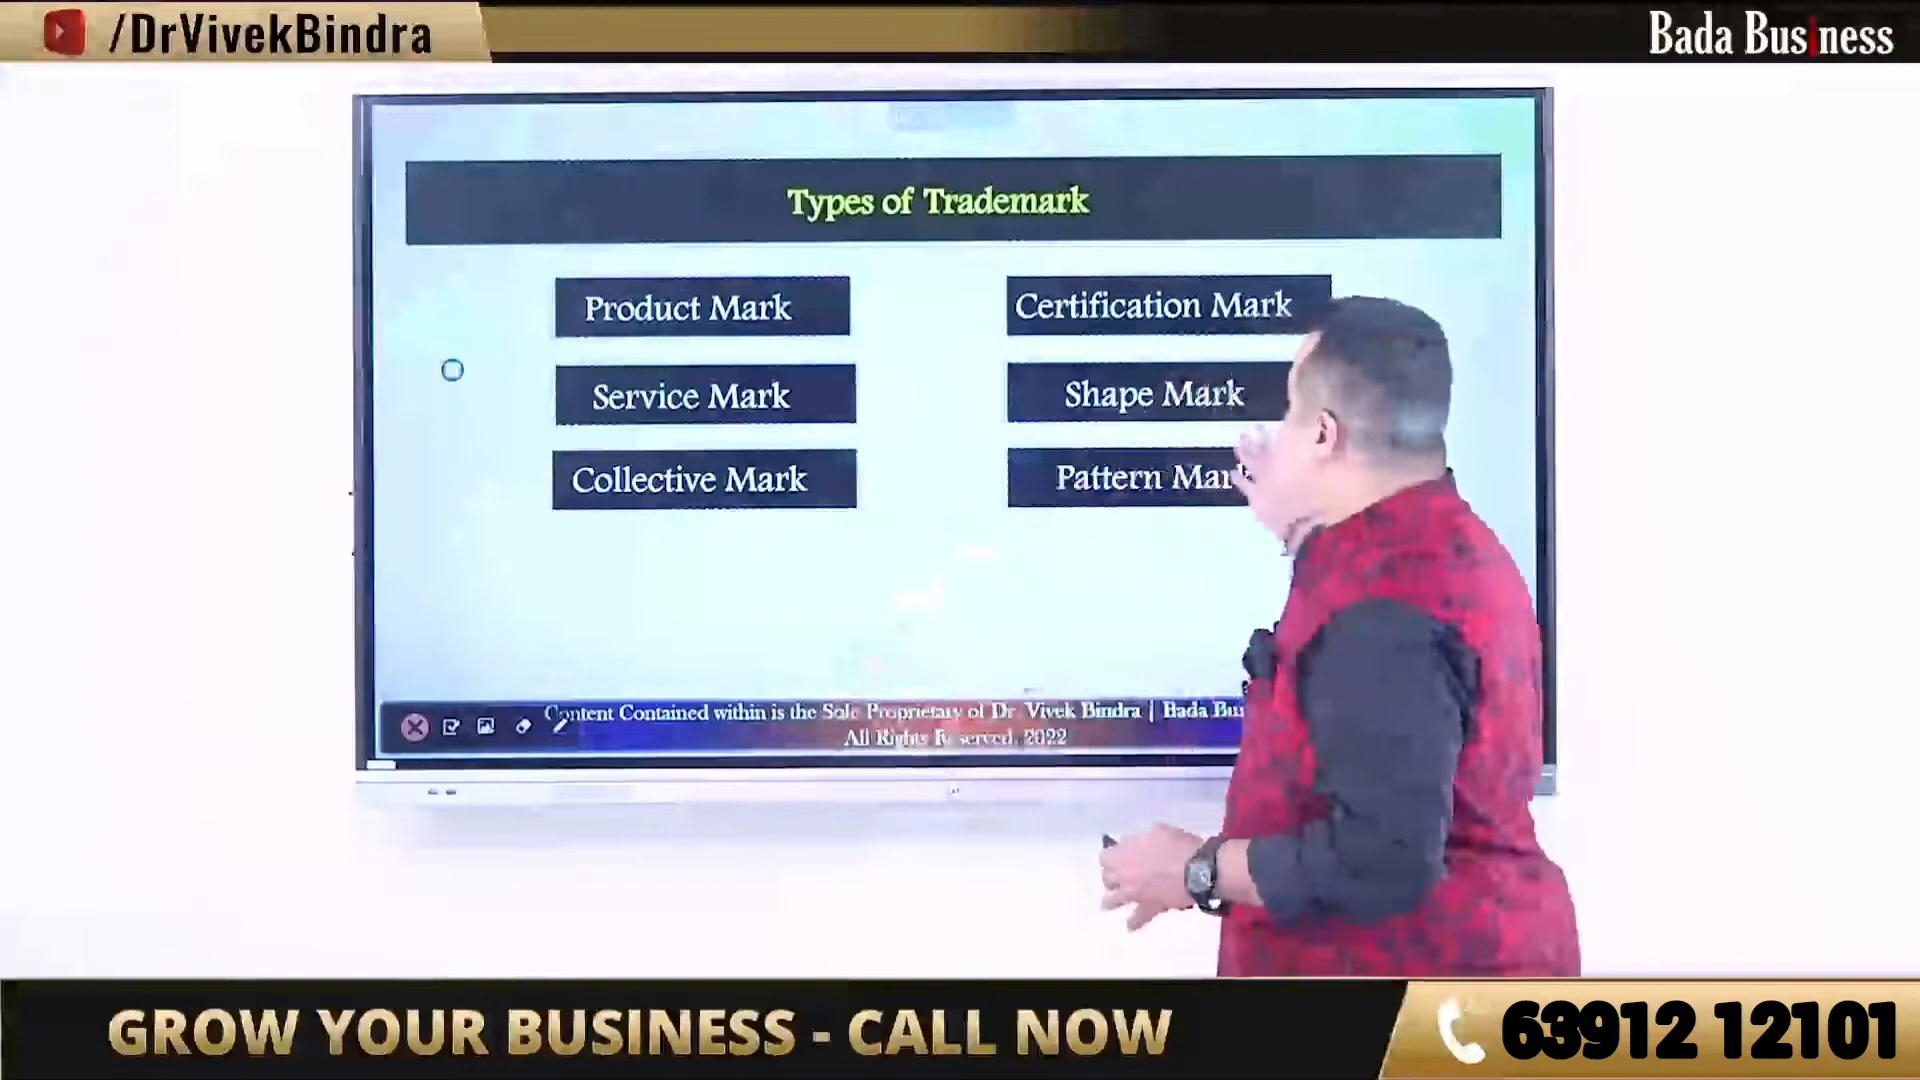 /DrVivekBindra
Bada Business
Types of Trademark
Product Mark
Certification Mark
Service Mark
Shape Mark
Collective Mark
Pattern Mark
Content Contained within is the Sole Proprietary of Dr. Vivek Bindra | Bada
All Rights Reserved, 2022
GROW YOUR BUSINESS - CALL NOW
63912 12101